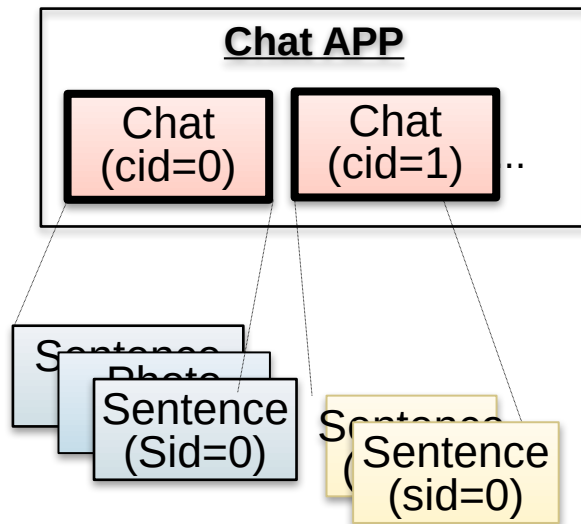 Chat APP
Chat
(cid=0)
Chat
(cid=1)
...
Sentence
Photo
Sentence
(Sid=0)
Sentence
(
Sentence
(sid=0)